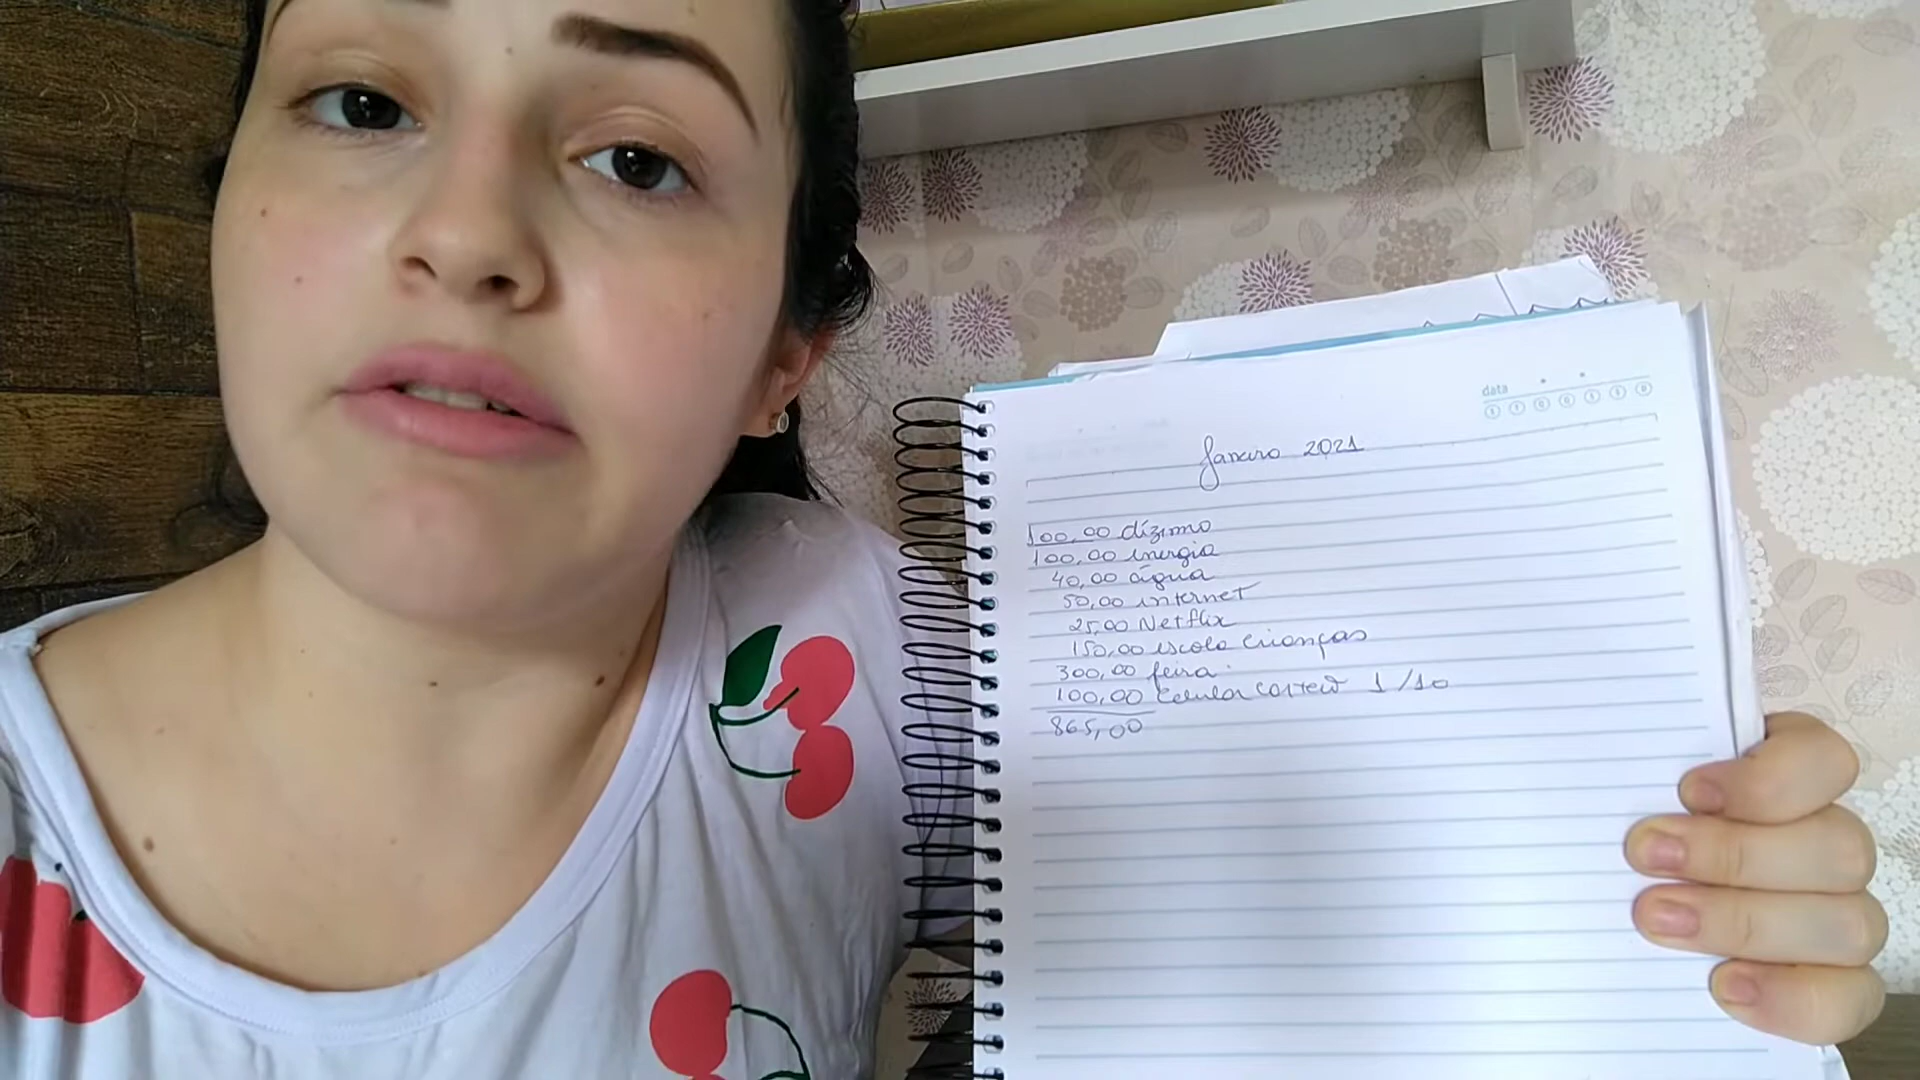 data
S T Q Q S S D
Janeiro 2021
100,00 dízimo
100,00 energia
40,00 água
50,00 internet
25,00 Netflix
150,00 escola crianças
300,00 feira
100,00 celular 1/10
865,00